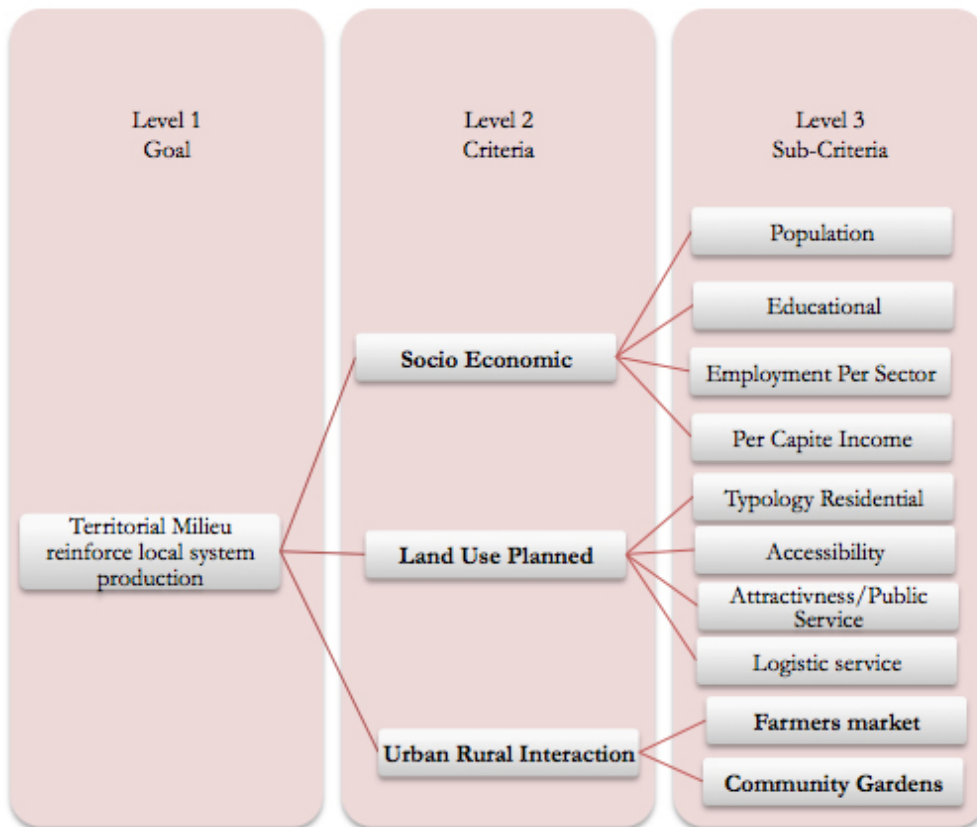 Level 1
Goal
Level 2
Criteria
Level 3
Sub-Criteria
Territorial Milieu
reinforce local system
production
Socio Economic
Land Use Planned
Urban Rural Interaction
Population
Educational
Employment Per Sector
Per Capite Income
Typology Residential
Accessibility
Attractivness/Public
Service
Logistic service
Farmers market
Community Gardens